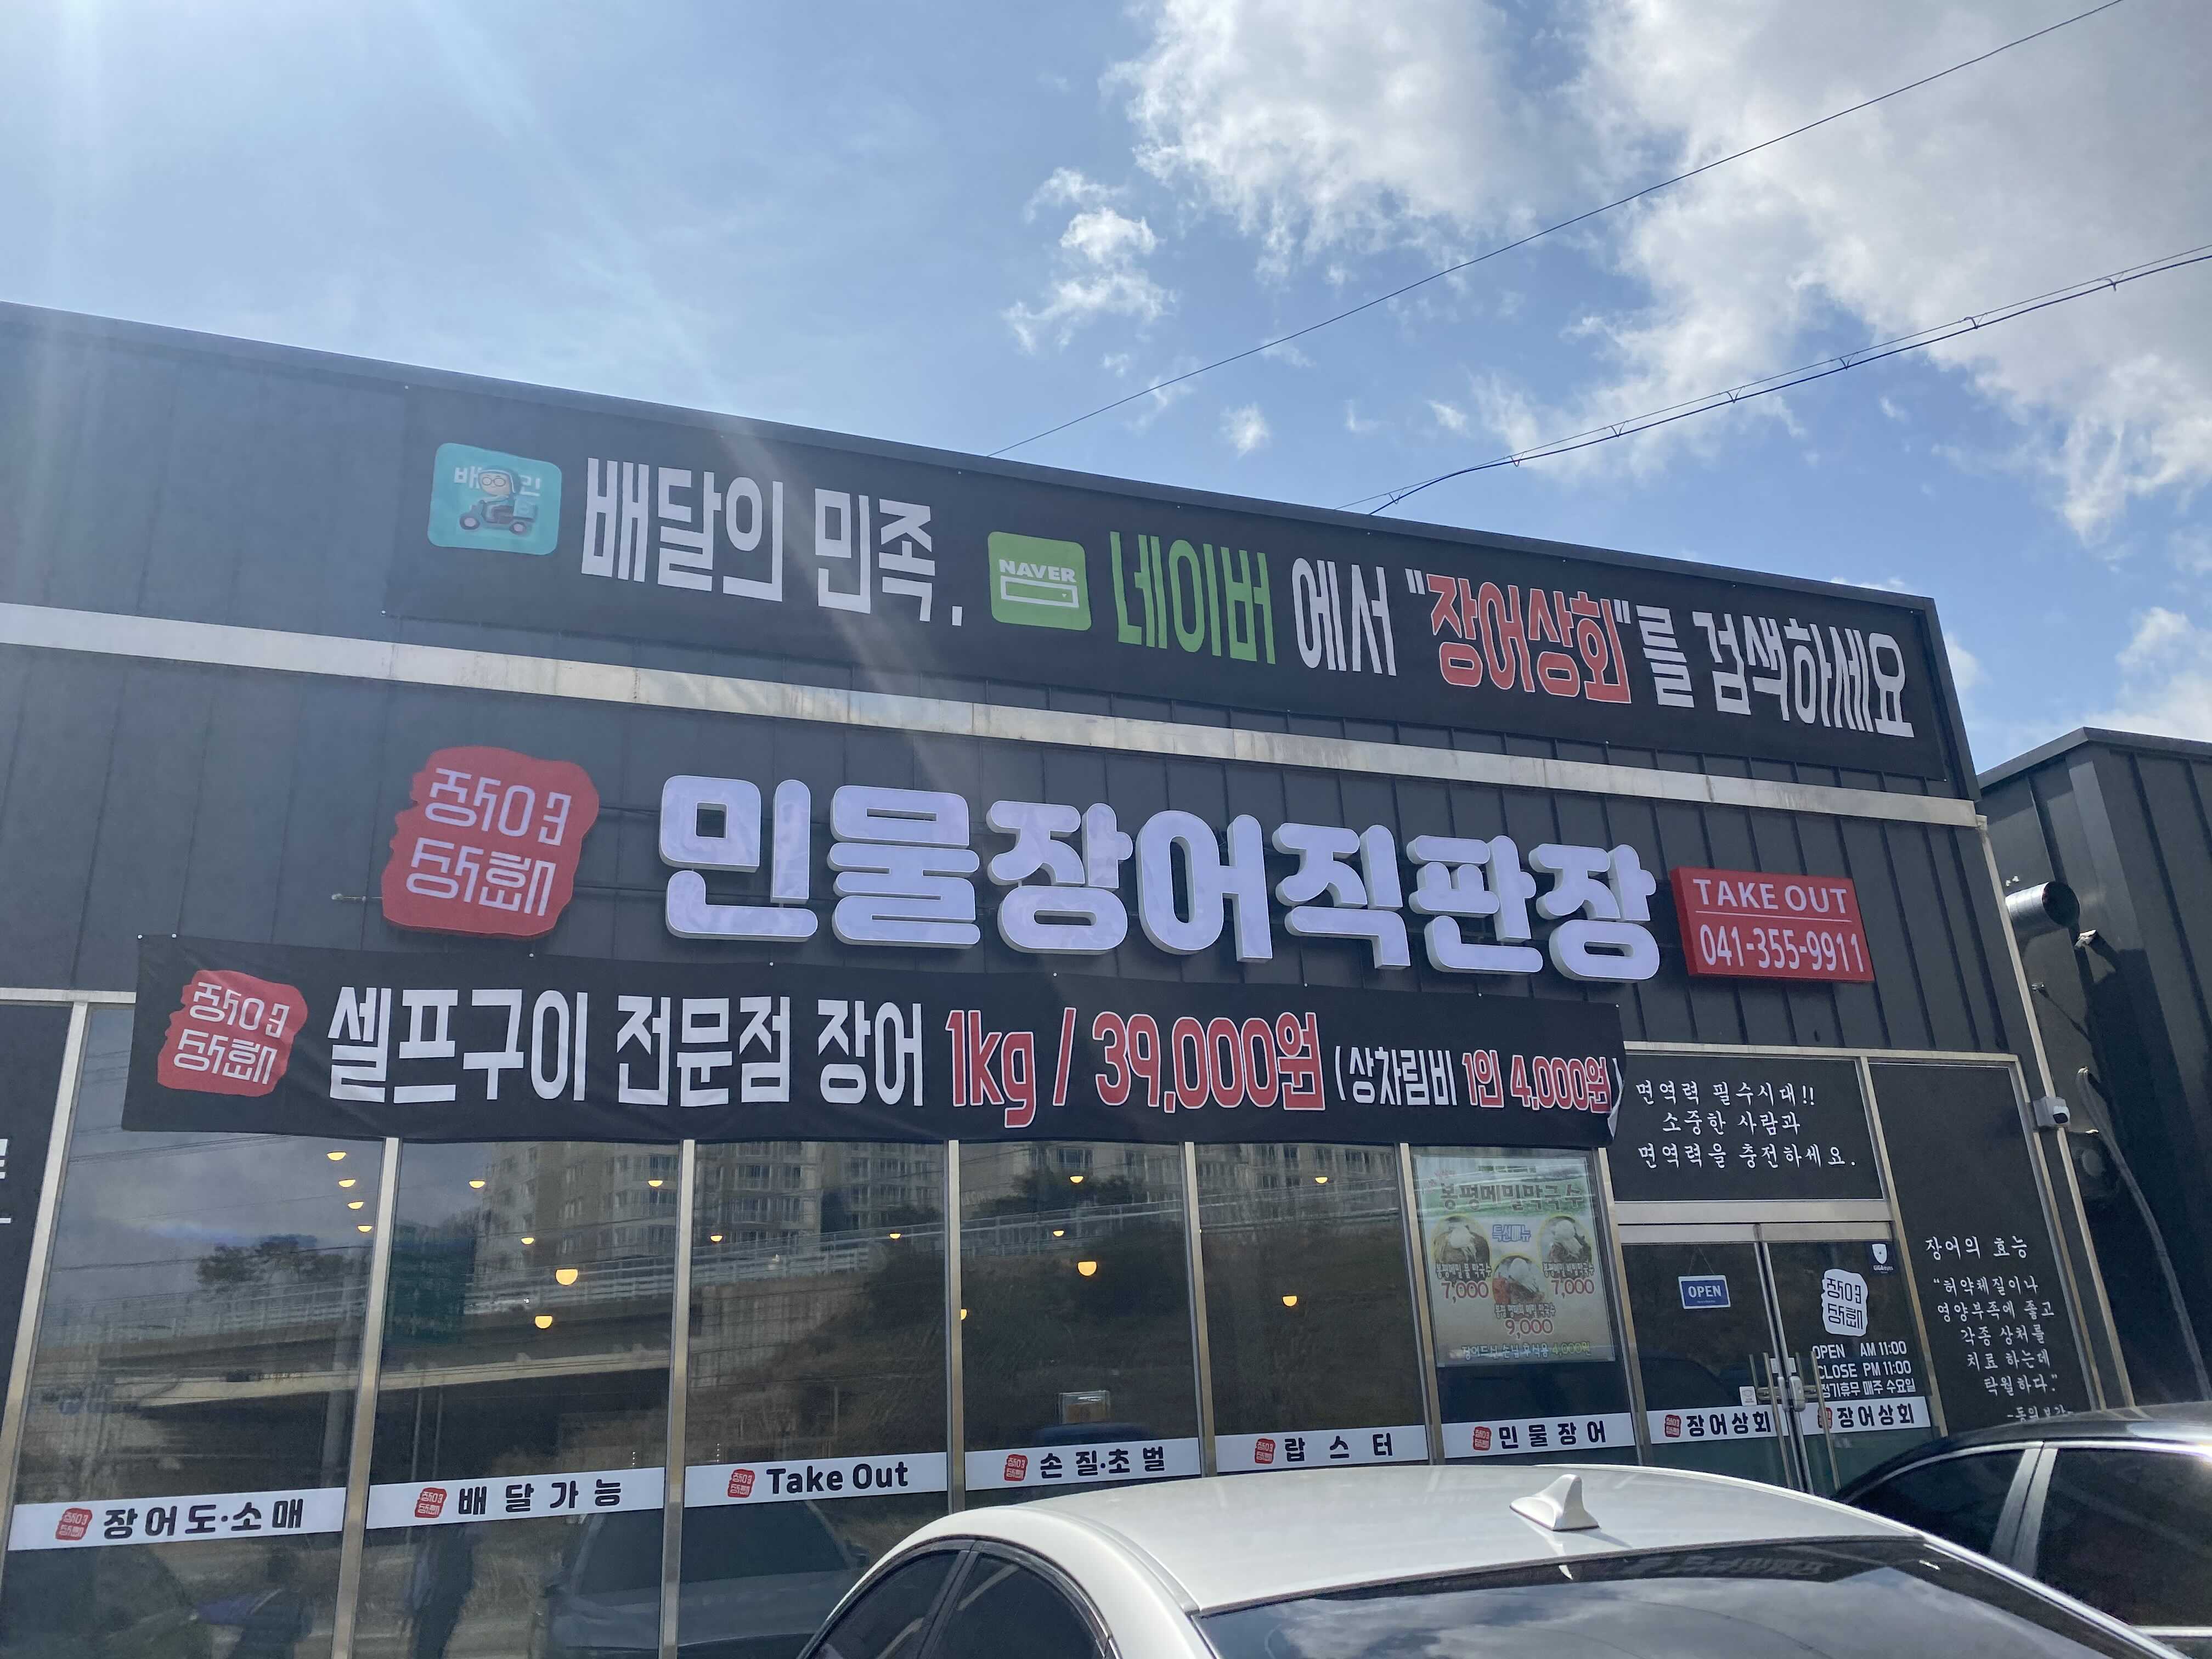 배달의 민족, NAVER 네이버 에서 "장어상회"를 검색하세요
장어
상회
민물장어직판장
TAKE OUT
041-355-9911
장어
상회
셀프구이 전문점 장어 1kg / 39,000원 (상차림비 1인 4,000원)
면역력 필수시대!!
소중한 사람과
면역력을 충전하세요.
봉평메밀막국수
특선메뉴
7,000
7,000
9,000
OPEN
장어
상회
OPEN AM 11:00
CLOSE PM 11:00
정기휴무 매주 수요일
장어의 효능
"허약체질이나
영양부족에 좋고
각종 상처를
치료 하는데
탁월하다."
장어도·소매
배달가능
Take Out
손질·초벌
랍스터
민물장어
장어상회
장어상회